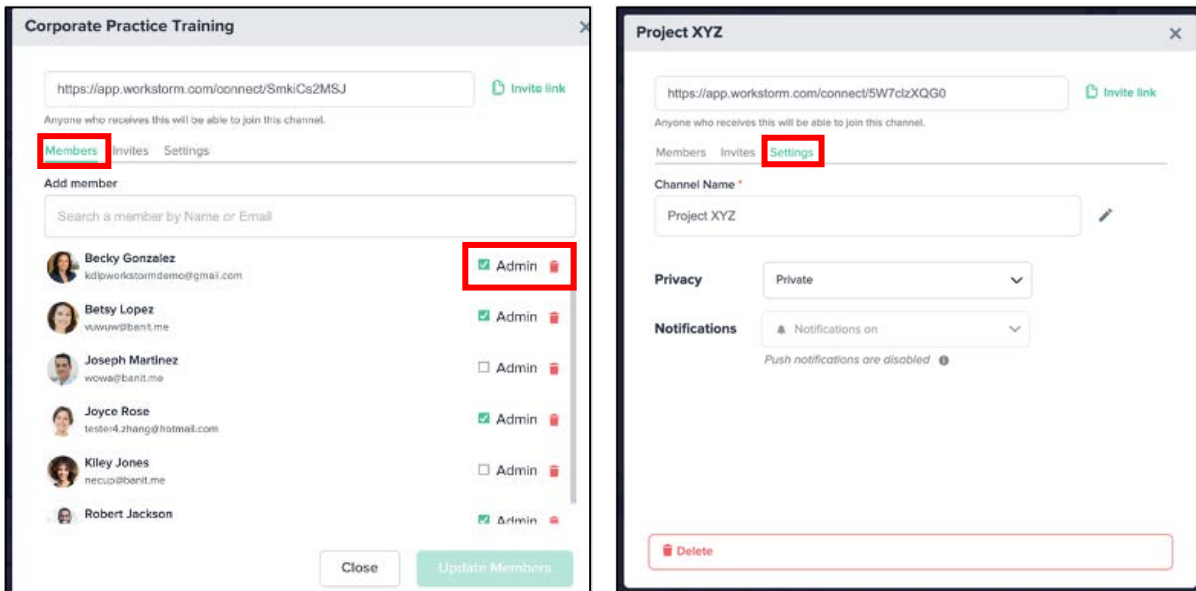 Corporate Practice Training
https://app.workstorm.com/connect/SmkiCs2MSJ
Invite link
Anyone who receives this will be able to join this channel.
Members Invites Settings
Add member
Search a member by Name or Email
Becky Gonzalez
kdlpworkstormdemo@gmail.com
Admin
Betsy Lopez
vuwuw@banit.me
Admin
Joseph Martinez
wowa@banit.me
Admin
Joyce Rose
tester4.zhang@hotmail.com
Admin
Kiley Jones
necup@banit.me
Admin
Robert Jackson
Admin
Close
Update Members
Project XYZ
https://app.workstorm.com/connect/5W7clzXQG0
Invite link
Anyone who receives this will be able to join this channel.
Members Invites Settings
Channel Name *
Project XYZ
Privacy
Private
Notifications
Notifications on
Push notifications are disabled
Delete